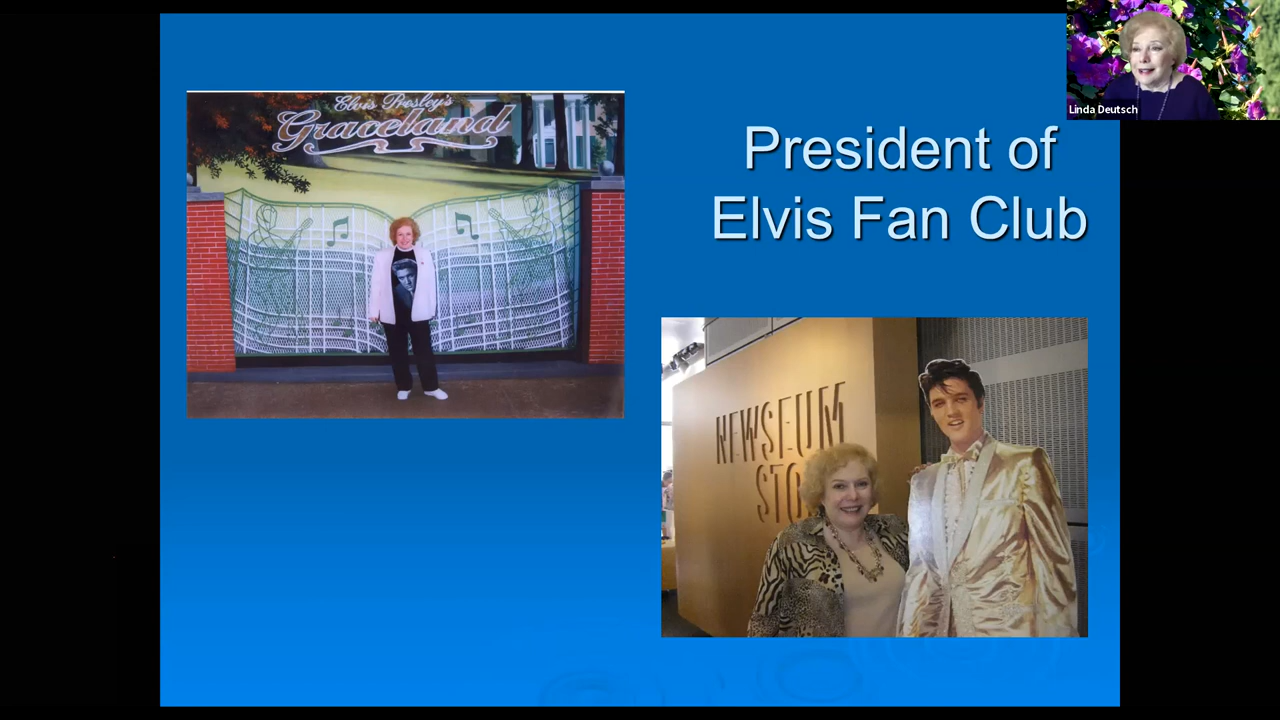 Linda Deutsch
President of
Elvis Fan Club
Elvis Presley's
Graceland
NEWSEUM
STO